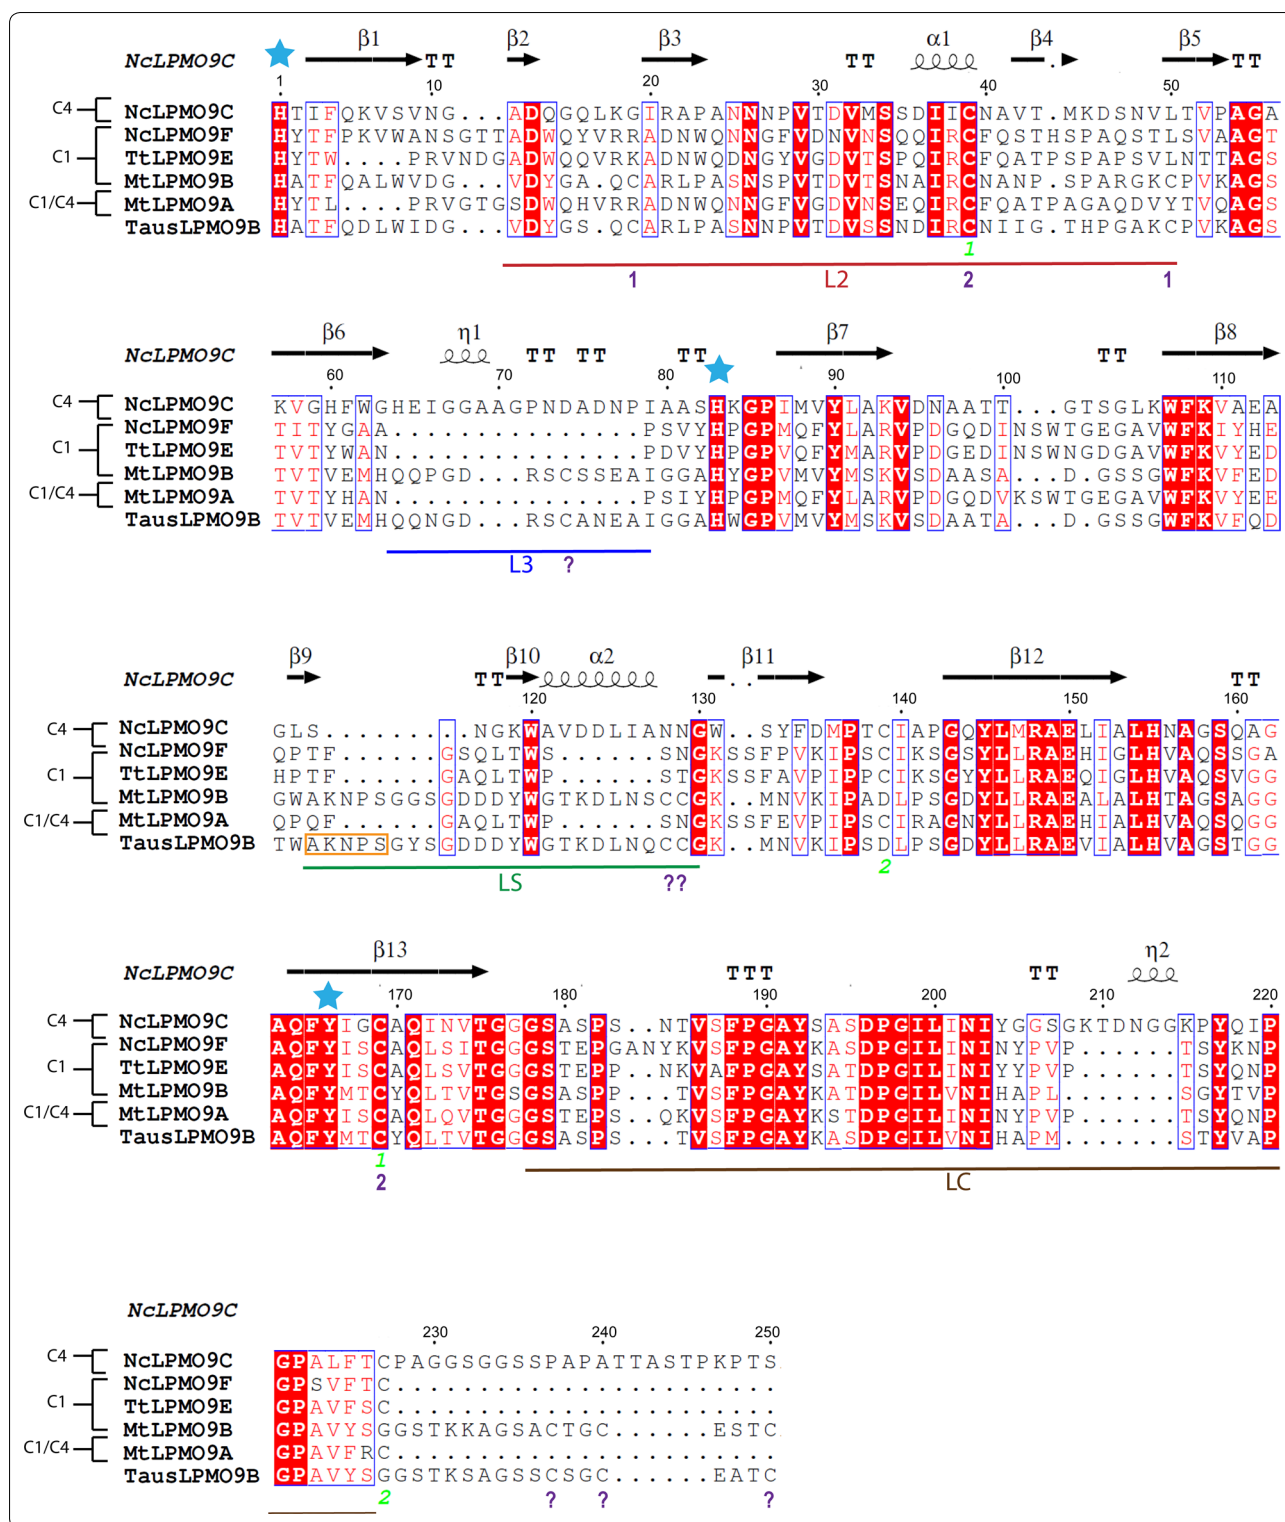 NcLPMO9C β1 TT β2 β3 TT α1 β4 . β5 TT
1 10 20 30 40 50
C4 NcLPMO9C HTIFQKVSVNG...ADQGQLKGIRAPANNNPVTDVMSSDIICNAVT.MKDSNVLTVPAGA
NcLPMO9F HYTFPKVWANSGTTADWQYVRRADNWQNNGFVDNVNSQQIRCFQSTHSPAQSTLSVAAGT
C1 TtLPMO9E HYTW....PRVNDGADWQQVRKADNWQDNGYVGDVTSPQIRCFQATPSPAPSVLNTTAGS
MtLPMO9B HATFQALWVDG...VDYGA.QCARLPASNSPVTDVTSNAIRCNANP.SPARGKCPVKAGS
C1/C4 MtLPMO9A HYTL....PRVGTGSDWQHVRRADNWQNNGFVGDVNSEQIRCFQATPAGAQDVYTVQAGS
TausLPMO9B HATFQDLWIDG...VDYGS.QCARLPASNNPVTDVSSNDIRCNIIG.THPGAKCPVKAGS
1
1 L2 2 1
NcLPMO9C β6 η1 TT TT TT β7 TT β8
60 70 80 90 100 110
C4 NcLPMO9C KVGHFWGHEIGGAAGPNDADNPIAASHKGPIMVYLAKVDNAATT...GTSGLKWFKVAEA
NcLPMO9F TITYGAA................PSVYHPGPMQFYLARVPDGQDINSWTGEGAVWFKIYHE
C1 TtLPMO9E TVTYWAN................PDVYHPGPVQFYMARVPDGEDINSWNGDGAVWFKVYED
MtLPMO9B TVTVEMHQQPGD...RSCSSEAIGGAHYGPVMVYMSKVSDAASA...D.GSSGWFKVFED
C1/C4 MtLPMO9A TVTYHAN................PSIYHPGPMQFYLARVPDGQDVKSWTGEGAVWFKVYEE
TausLPMO9B TVTVEMHQQNGD...RSCANEAIGGAHWGPVMVYMSKVSDAATA...D.GSSGWFKVFQD
L3 ?
NcLPMO9C β9 TT β10 α2 β11 .. β12 TT
120 130 140 150 160
C4 NcLPMO9C GLS.........NGKWAVDDLIANNGW..SYFDMPTCIAPGQYLMRAELIALHNAGSQAG
NcLPMO9F QPTF......GSQLTWS......SNGKSSFPVKIPSCIKSGYYLLRAELIGLHVAQSSGA
C1 TtLPMO9E HPTF......GAQLTWP......STGKSSFAVPIPPCIKSGYYLLRAEQIGLHVAQSVGG
MtLPMO9B GWAKNPSGGSGDDDYWGTKDLNSCCGK..MNVKIPADLPSGDYLLRAEALALHTAGSAGG
C1/C4 MtLPMO9A QPQF......GAQLTWP......SNGKSSFEVPIPSCIRAGNYLLRAEHIALHVAQSQGG
TausLPMO9B TWAKNPSGYSGDDDYWGTKDLNQCCGK..MNVKIPSDLPSGDYLLRAEVIALHVAGSTGG
2
LS ??
NcLPMO9C β13 TTT TT η2
170 180 190 200 210 220
C4 NcLPMO9C AQFYIGCAQINVTGGGSASPS..NTVSFPGAYSASDPGILINIYGGSGKTDNGGKPYQIP
NcLPMO9F AQFYISCAQLSITGGGSTEPGANYKVSFPGAYKASDPGILININYPVP......TSYKNP
C1 TtLPMO9E AQFYISCAQLSVTGGGSTEPP..NKVAFPGAYSATDPGILINIYYPVP......TSYQNP
MtLPMO9B AQFYMTCYQLTVTGSGSASPP...TVSFPGAYKATDPGILVNIHAPL.......SGYTVP
C1/C4 MtLPMO9A AQFYISCAQLQVTGGGSTEPS..QKVSFPGAYKSTDPGILININYPVP......TSYQNP
TausLPMO9B AQFYMTCYQLTVTGGGSASPS...TVSFPGAYKASDPGILVNIHAPM.......STYVAP
1
2 LC
NcLPMO9C
230 240 250
C4 NcLPMO9C GPALFTCPAGGSGGSSPAPATTASTPKPTS
NcLPMO9F GPSVFTC.......................
C1 TtLPMO9E GPAVFSC.......................
MtLPMO9B GPAVYSGGSTKKAGSACTGC......ESTC
C1/C4 MtLPMO9A GPAVFRC.......................
TausLPMO9B GPAVYSGGSTKSAGSSCSGC......EATC
2 ? ? ?